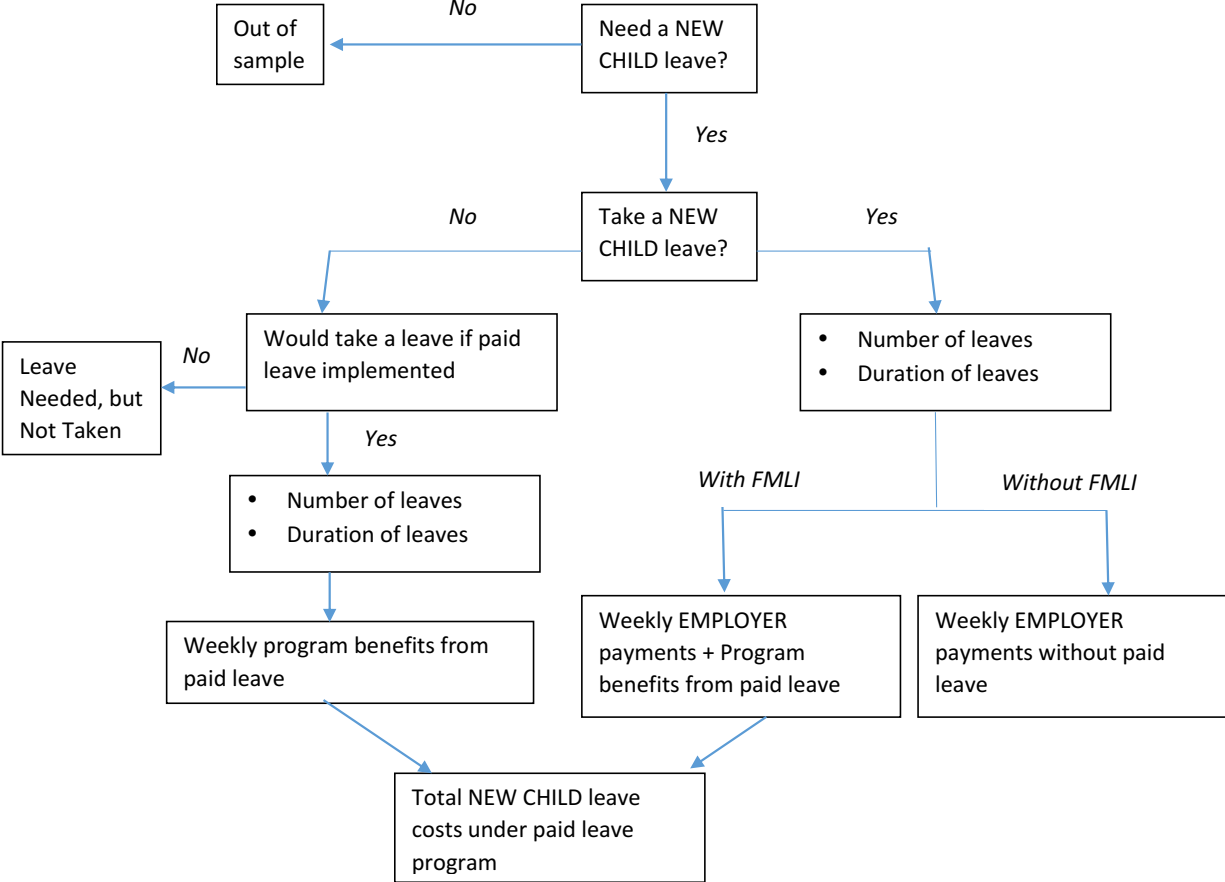 No
Out of
sample
Need a NEW
CHILD leave?
Yes
No
Take a NEW
CHILD leave?
Yes
Would take a leave if paid
leave implemented
No
Leave
Needed, but
Not Taken
• Number of leaves
• Duration of leaves
Yes
• Number of leaves
• Duration of leaves
With FMLI
Without FMLI
Weekly program benefits from
paid leave
Weekly EMPLOYER
payments + Program
benefits from paid leave
Weekly EMPLOYER
payments without paid
leave
Total NEW CHILD leave
costs under paid leave
program